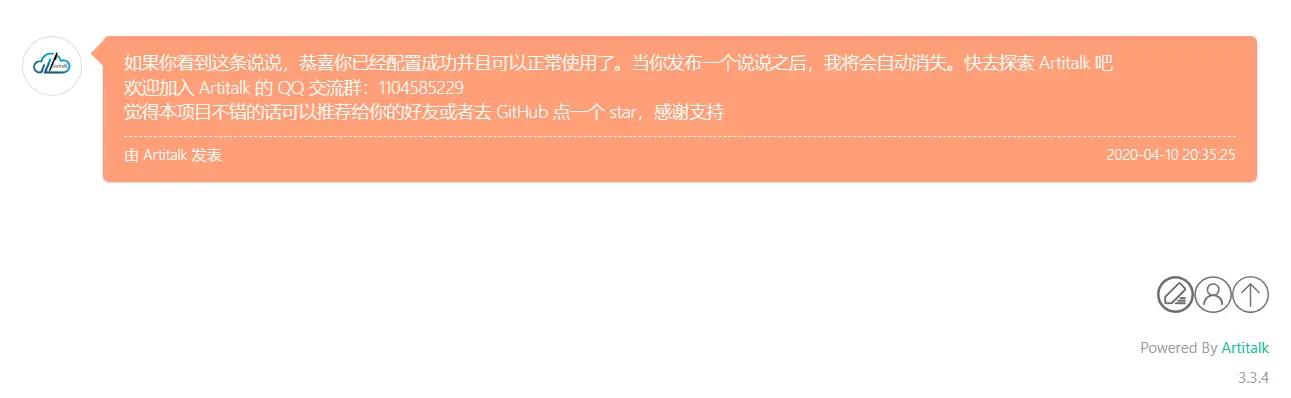 如果你看到这条说说，恭喜你已经配置成功并且可以正常使用了。当你发布一个说说之后，我将会自动消失。快去探索 Artitalk 吧
欢迎加入 Artitalk 的 QQ 交流群：1104585229
觉得本项目不错的话可以推荐给你的好友或者去 GitHub 点一个 star，感谢支持
由 Artitalk 发表
2020-04-10 20:35:25
Powered By Artitalk
3.3.4